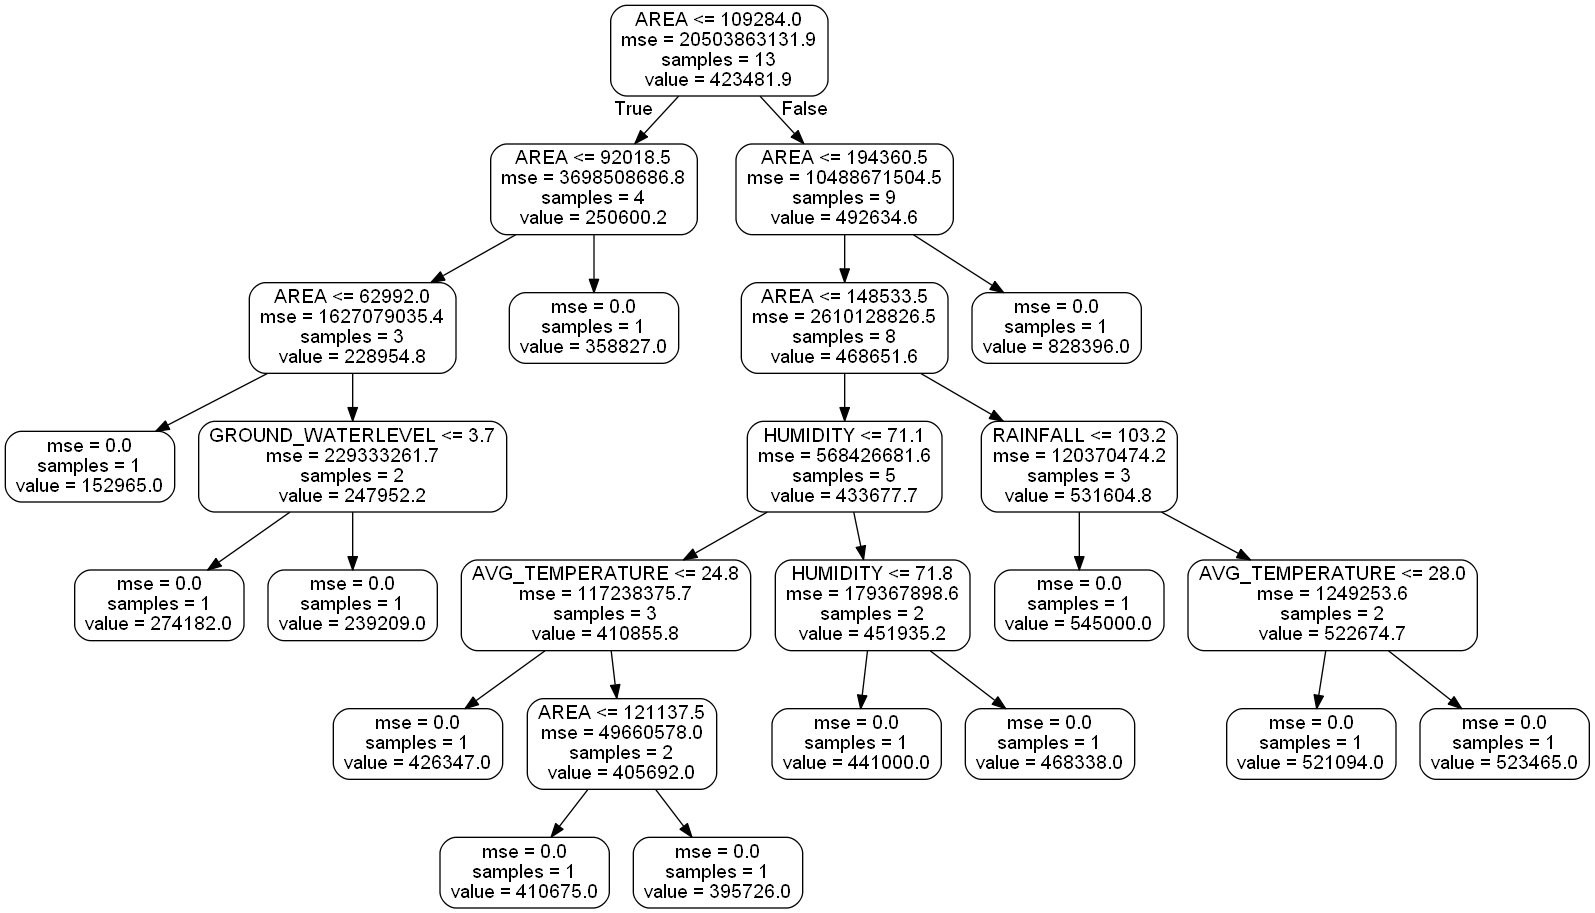 AREA <= 109284.0
mse = 20503863131.9
samples = 13
value = 423481.9
True
False
AREA <= 92018.5
mse = 3698508686.8
samples = 4
value = 250600.2
AREA <= 194360.5
mse = 10488671504.5
samples = 9
value = 492634.6
AREA <= 62992.0
mse = 1627079035.4
samples = 3
value = 228954.8
mse = 0.0
samples = 1
value = 358827.0
AREA <= 148533.5
mse = 2610128826.5
samples = 8
value = 468651.6
mse = 0.0
samples = 1
value = 828396.0
mse = 0.0
samples = 1
value = 152965.0
GROUND_WATERLEVEL <= 3.7
mse = 229333261.7
samples = 2
value = 247952.2
HUMIDITY <= 71.1
mse = 568426681.6
samples = 5
value = 433677.7
RAINFALL <= 103.2
mse = 120370474.2
samples = 3
value = 531604.8
mse = 0.0
samples = 1
value = 274182.0
mse = 0.0
samples = 1
value = 239209.0
AVG_TEMPERATURE <= 24.8
mse = 117238375.7
samples = 3
value = 410855.8
HUMIDITY <= 71.8
mse = 179367898.6
samples = 2
value = 451935.2
mse = 0.0
samples = 1
value = 545000.0
AVG_TEMPERATURE <= 28.0
mse = 1249253.6
samples = 2
value = 522674.7
mse = 0.0
samples = 1
value = 426347.0
AREA <= 121137.5
mse = 49660578.0
samples = 2
value = 405692.0
mse = 0.0
samples = 1
value = 441000.0
mse = 0.0
samples = 1
value = 468338.0
mse = 0.0
samples = 1
value = 521094.0
mse = 0.0
samples = 1
value = 523465.0
mse = 0.0
samples = 1
value = 410675.0
mse = 0.0
samples = 1
value = 395726.0